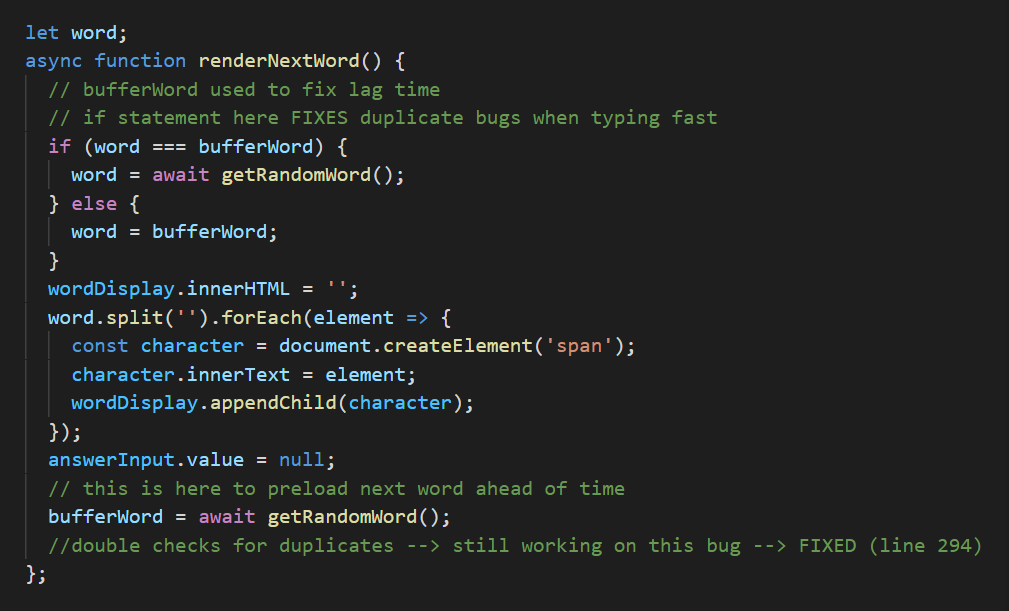 let word;
async function renderNextWord() {
  // bufferWord used to fix lag time
  // if statement here FIXES duplicate bugs when typing fast
  if (word === bufferWord) {
    word = await getRandomWord();
  } else {
    word = bufferWord;
  }
  wordDisplay.innerHTML = '';
  word.split('').forEach(element => {
    const character = document.createElement('span');
    character.innerText = element;
    wordDisplay.appendChild(character);
  });
  answerInput.value = null;
  // this is here to preload next word ahead of time
  bufferWord = await getRandomWord();
  //double checks for duplicates --> still working on this bug --> FIXED (line 294)
};